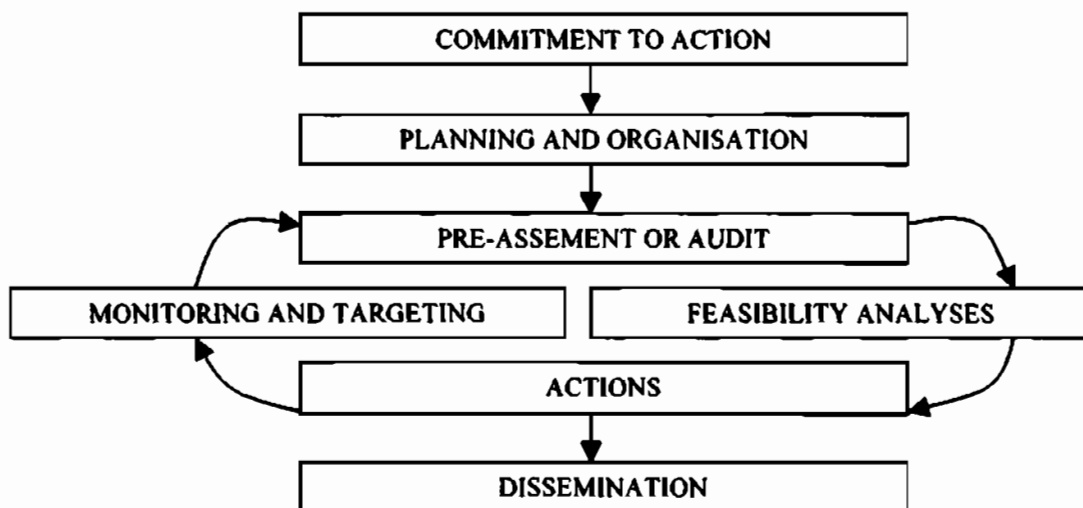 COMMITMENT TO ACTION
PLANNING AND ORGANISATION
PRE-ASSEMENT OR AUDIT
MONITORING AND TARGETING
FEASIBILITY ANALYSES
ACTIONS
DISSEMINATION